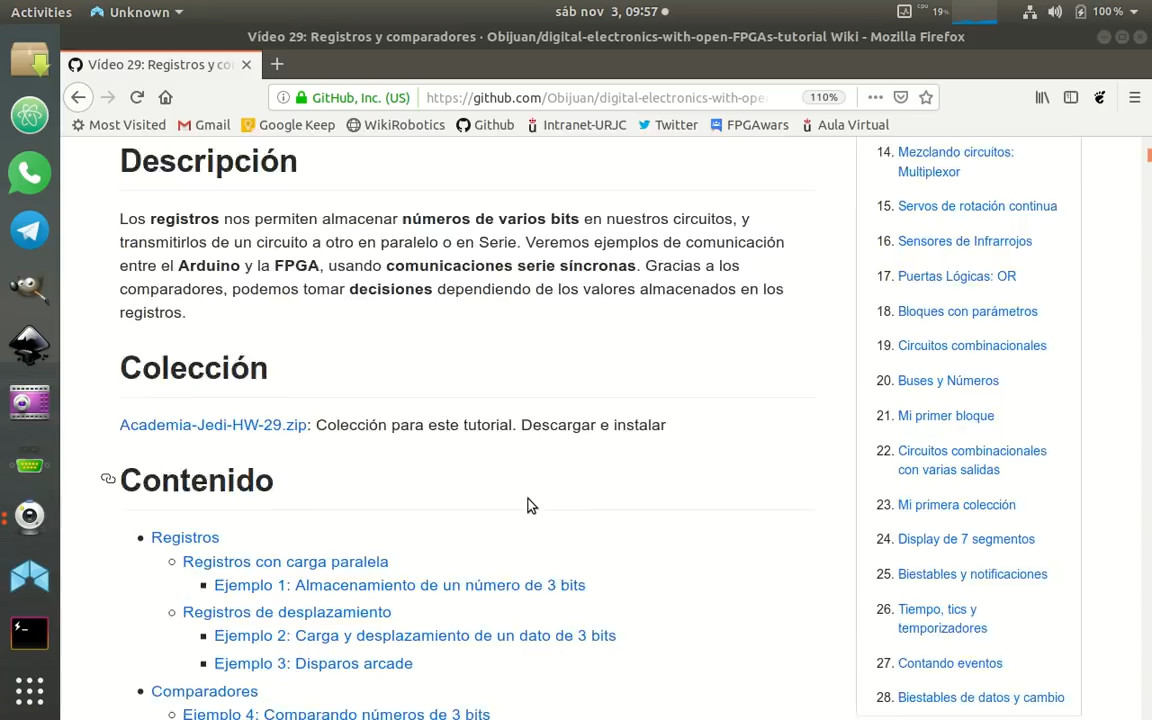 Activities Unknown sáb nov 3, 09:57 CPU 19% 100 %
Vídeo 29: Registros y comparadores · Obijuan/digital-electronics-with-open-FPGAs-tutorial Wiki - Mozilla Firefox
Vídeo 29: Registros y co
GitHub, Inc. (US) https://github.com/Obijuan/digital-electronics-with-ope 110%
Most Visited Gmail Google Keep WikiRobotics Github Intranet-URJC Twitter FPGAwars Aula Virtual
Descripción
Los registros nos permiten almacenar números de varios bits en nuestros circuitos, y
transmitirlos de un circuito a otro en paralelo o en Serie. Veremos ejemplos de comunicación
entre el Arduino y la FPGA, usando comunicaciones serie síncronas. Gracias a los
comparadores, podemos tomar decisiones dependiendo de los valores almacenados en los
registros.
Colección
Academia-Jedi-HW-29.zip: Colección para este tutorial. Descargar e instalar
Contenido
Registros
Registros con carga paralela
Ejemplo 1: Almacenamiento de un número de 3 bits
Registros de desplazamiento
Ejemplo 2: Carga y desplazamiento de un dato de 3 bits
Ejemplo 3: Disparos arcade
Comparadores
Ejemplo 4: Comparando números de 3 bits
14. Mezclando circuitos:
Multiplexor
15. Servos de rotación continua
16. Sensores de Infrarrojos
17. Puertas Lógicas: OR
18. Bloques con parámetros
19. Circuitos combinacionales
20. Buses y Números
21. Mi primer bloque
22. Circuitos combinacionales
con varias salidas
23. Mi primera colección
24. Display de 7 segmentos
25. Biestables y notificaciones
26. Tiempo, tics y
temporizadores
27. Contando eventos
28. Biestables de datos y cambio